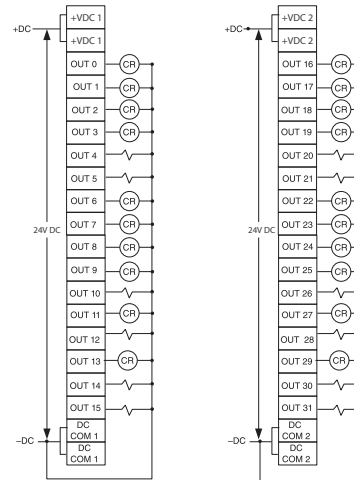 +VDC 1
+DC
+VDC 1
OUT 0 CR
OUT 1 CR
OUT 2 CR
OUT 3 CR
OUT 4
OUT 5
OUT 6 CR
OUT 7 CR
24V DC
OUT 8 CR
OUT 9 CR
OUT 10
OUT 11 CR
OUT 12
OUT 13 CR
OUT 14
OUT 15
DC
COM 1
–DC
DC
COM 1
+VDC 2
+DC
+VDC 2
OUT 16 CR
OUT 17 CR
OUT 18 CR
OUT 19 CR
OUT 20
OUT 21
OUT 22 CR
OUT 23 CR
24V DC
OUT 24 CR
OUT 25 CR
OUT 26
OUT 27 CR
OUT 28
OUT 29 CR
OUT 30
OUT 31
DC
COM 2
–DC
DC
COM 2